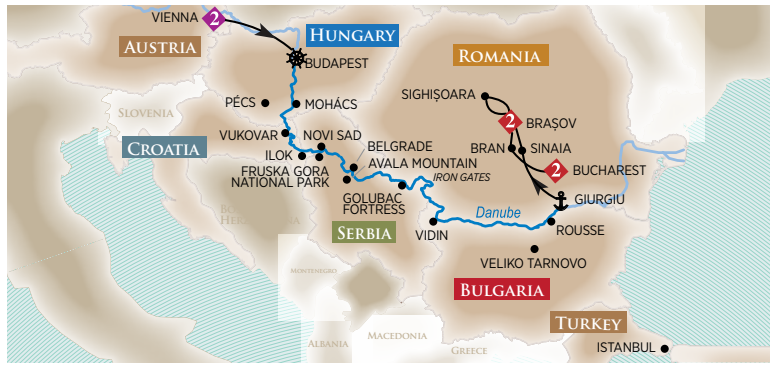 VIENNA
2
HUNGARY
AUSTRIA
BUDAPEST
ROMANIA
SIGHIȘOARA
PÉCS
MOHÁCS
SLOVENIA
2
BRAȘOV
VUKOVAR
NOVI SAD
CROATIA
BELGRADE
BRAN
SINAIA
ILOK
AVALA MOUNTAIN
FRUSKA GORA
NATIONAL PARK
IRON GATES
2
BUCHAREST
GOLUBAC
FORTRESS
GIURGIU
Danube
SERBIA
VIDIN
ROUSSE
VELIKO TARNOVO
MONTENEGRO
BULGARIA
TURKEY
MACEDONIA
ALBANIA
GREECE
ISTANBUL